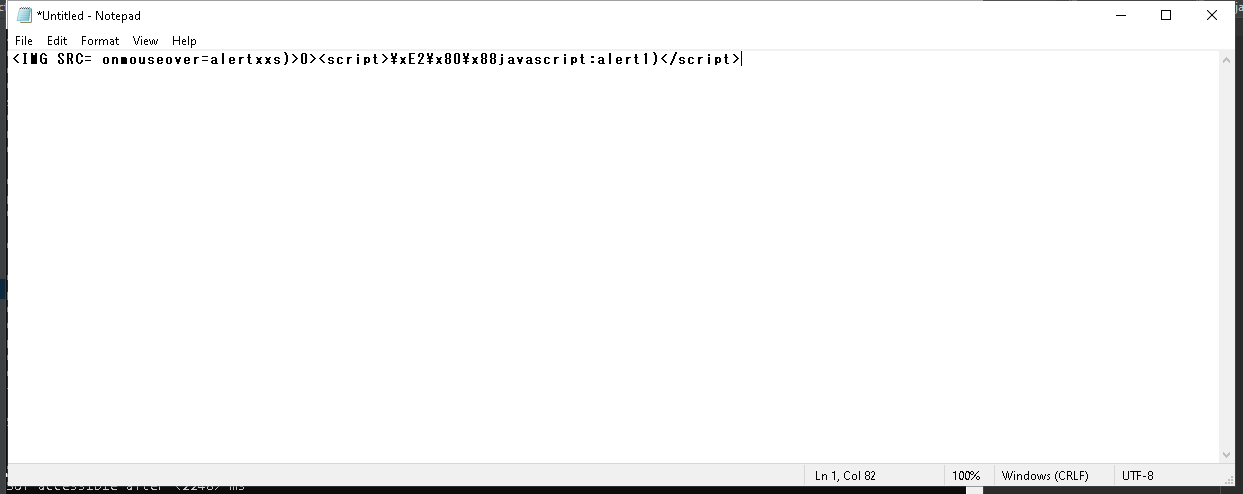 *Untitled - Notepad
File Edit Format View Help
<IMG SRC= onmouseover=alertxxs)>0><script>¥xE2¥x80¥x88javascript:alert1)</script>
Ln 1, Col 82 100% Windows (CRLF) UTF-8